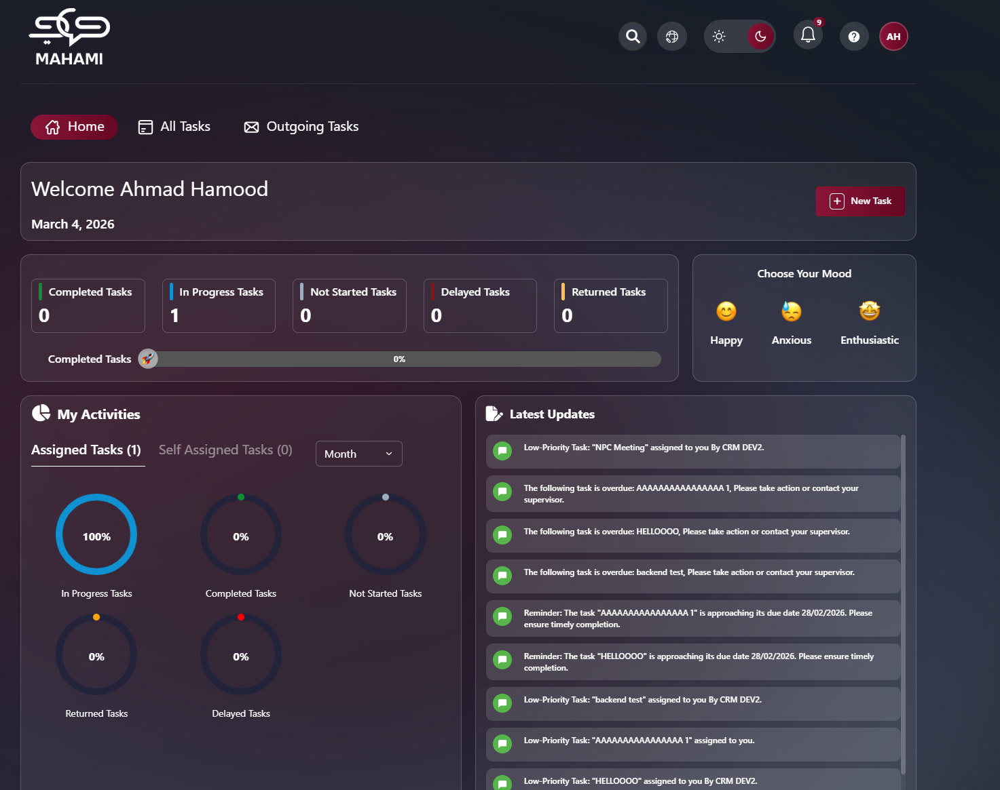 مهامي
MAHAMI
9
AH
Home
All Tasks
Outgoing Tasks
Welcome Ahmad Hamood
March 4, 2026
New Task
Completed Tasks
0
In Progress Tasks
1
Not Started Tasks
0
Delayed Tasks
0
Returned Tasks
0
Completed Tasks
0%
Choose Your Mood
Happy
Anxious
Enthusiastic
My Activities
Assigned Tasks (1)
Self Assigned Tasks (0)
Month
100%
In Progress Tasks
0%
Completed Tasks
0%
Not Started Tasks
0%
Returned Tasks
0%
Delayed Tasks
Latest Updates
Low-Priority Task: "NPC Meeting" assigned to you By CRM DEV2.
The following task is overdue: AAAAAAAAAAAAAAAA 1, Please take action or contact your
supervisor.
The following task is overdue: HELLOOOO, Please take action or contact your supervisor.
The following task is overdue: backend test, Please take action or contact your supervisor.
Reminder: The task "AAAAAAAAAAAAAAAA 1" is approaching its due date 28/02/2026. Please
ensure timely completion.
Reminder: The task "HELLOOOO" is approaching its due date 28/02/2026. Please ensure timely
completion.
Low-Priority Task: "backend test" assigned to you By CRM DEV2.
Low-Priority Task: "AAAAAAAAAAAAAAAA 1" assigned to you.
Low-Priority Task: "HELLOOOO" assigned to you By CRM DEV2.